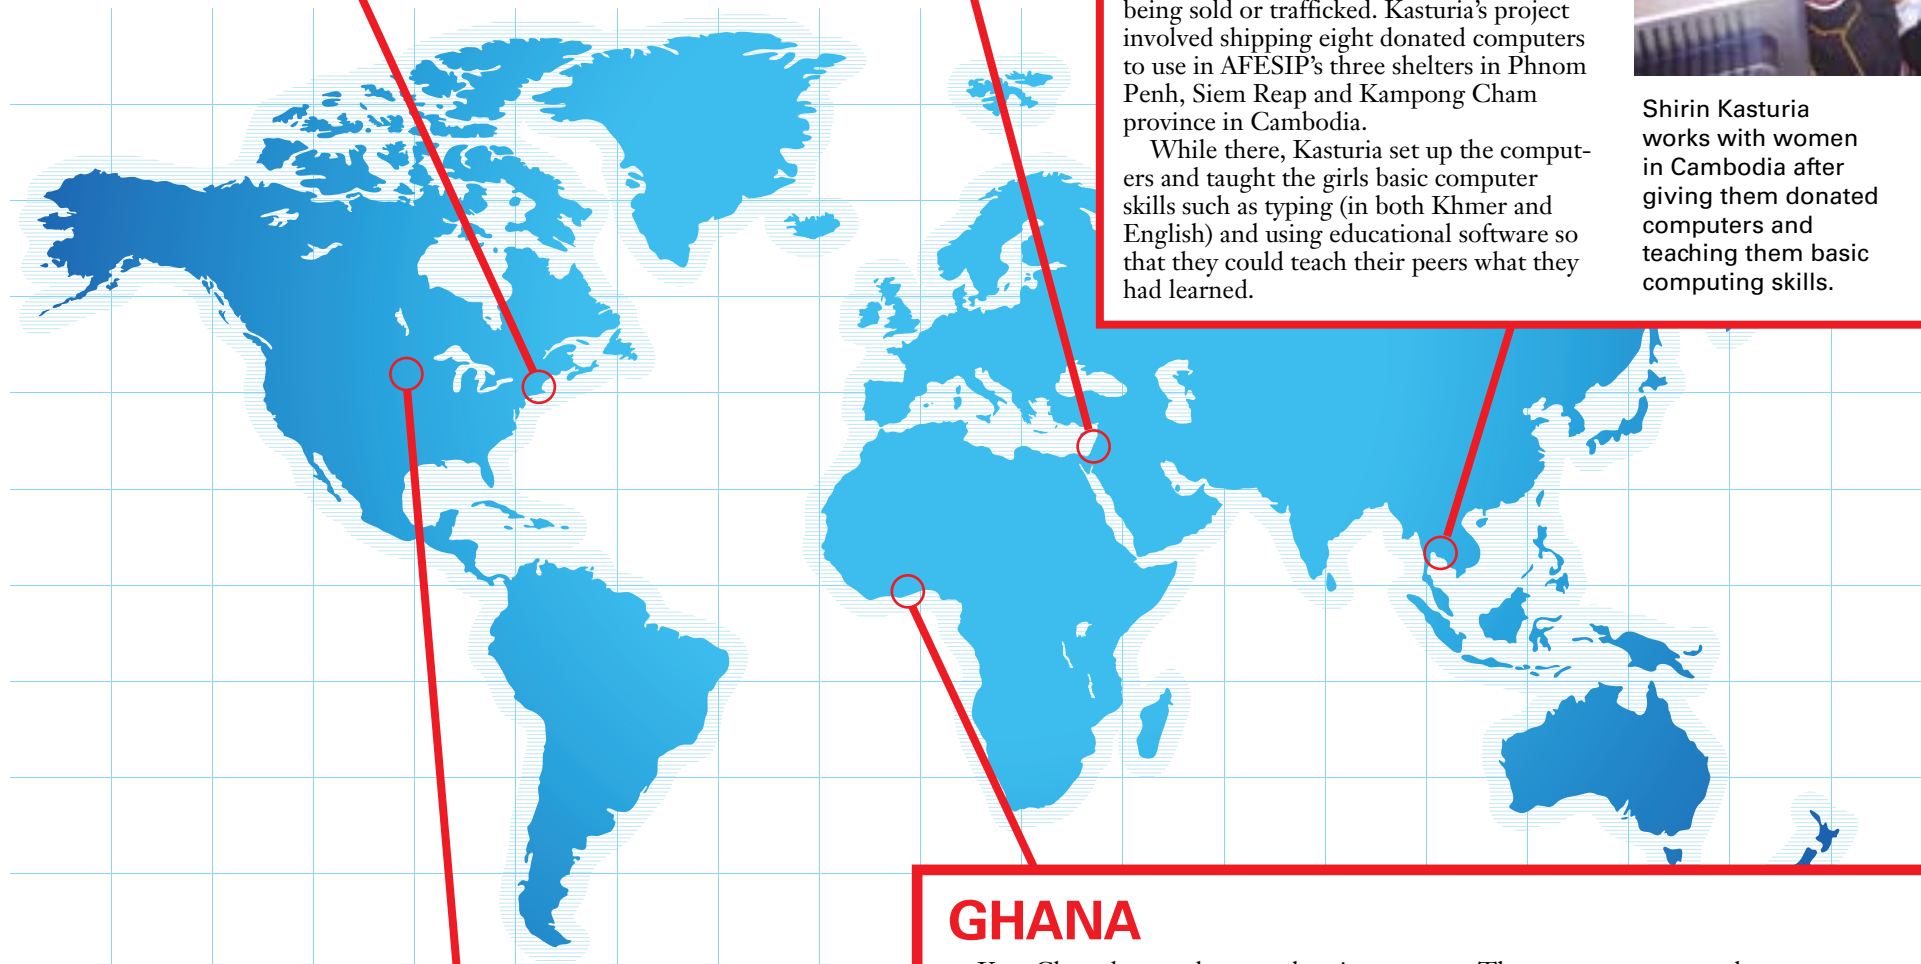 being sold or trafficked. Kasturia's project
involved shipping eight donated computers
to use in AFESIP's three shelters in Phnom
Penh, Siem Reap and Kampong Cham
province in Cambodia.
While there, Kasturia set up the comput-
ers and taught the girls basic computer
skills such as typing (in both Khmer and
English) and using educational software so
that they could teach their peers what they
had learned.
Shirin Kasturia
works with women
in Cambodia after
giving them donated
computers and
teaching them basic
computing skills.
GHANA